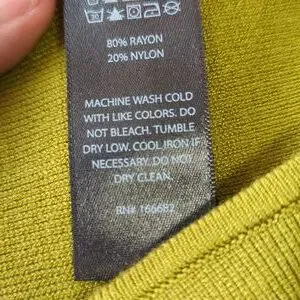 80% RAYON
20% NYLON
MACHINE WASH COLD
WITH LIKE COLORS. DO
NOT BLEACH. TUMBLE
DRY LOW. COOL IRON IF
NECESSARY. DO NOT
DRY CLEAN.
RN# 166682